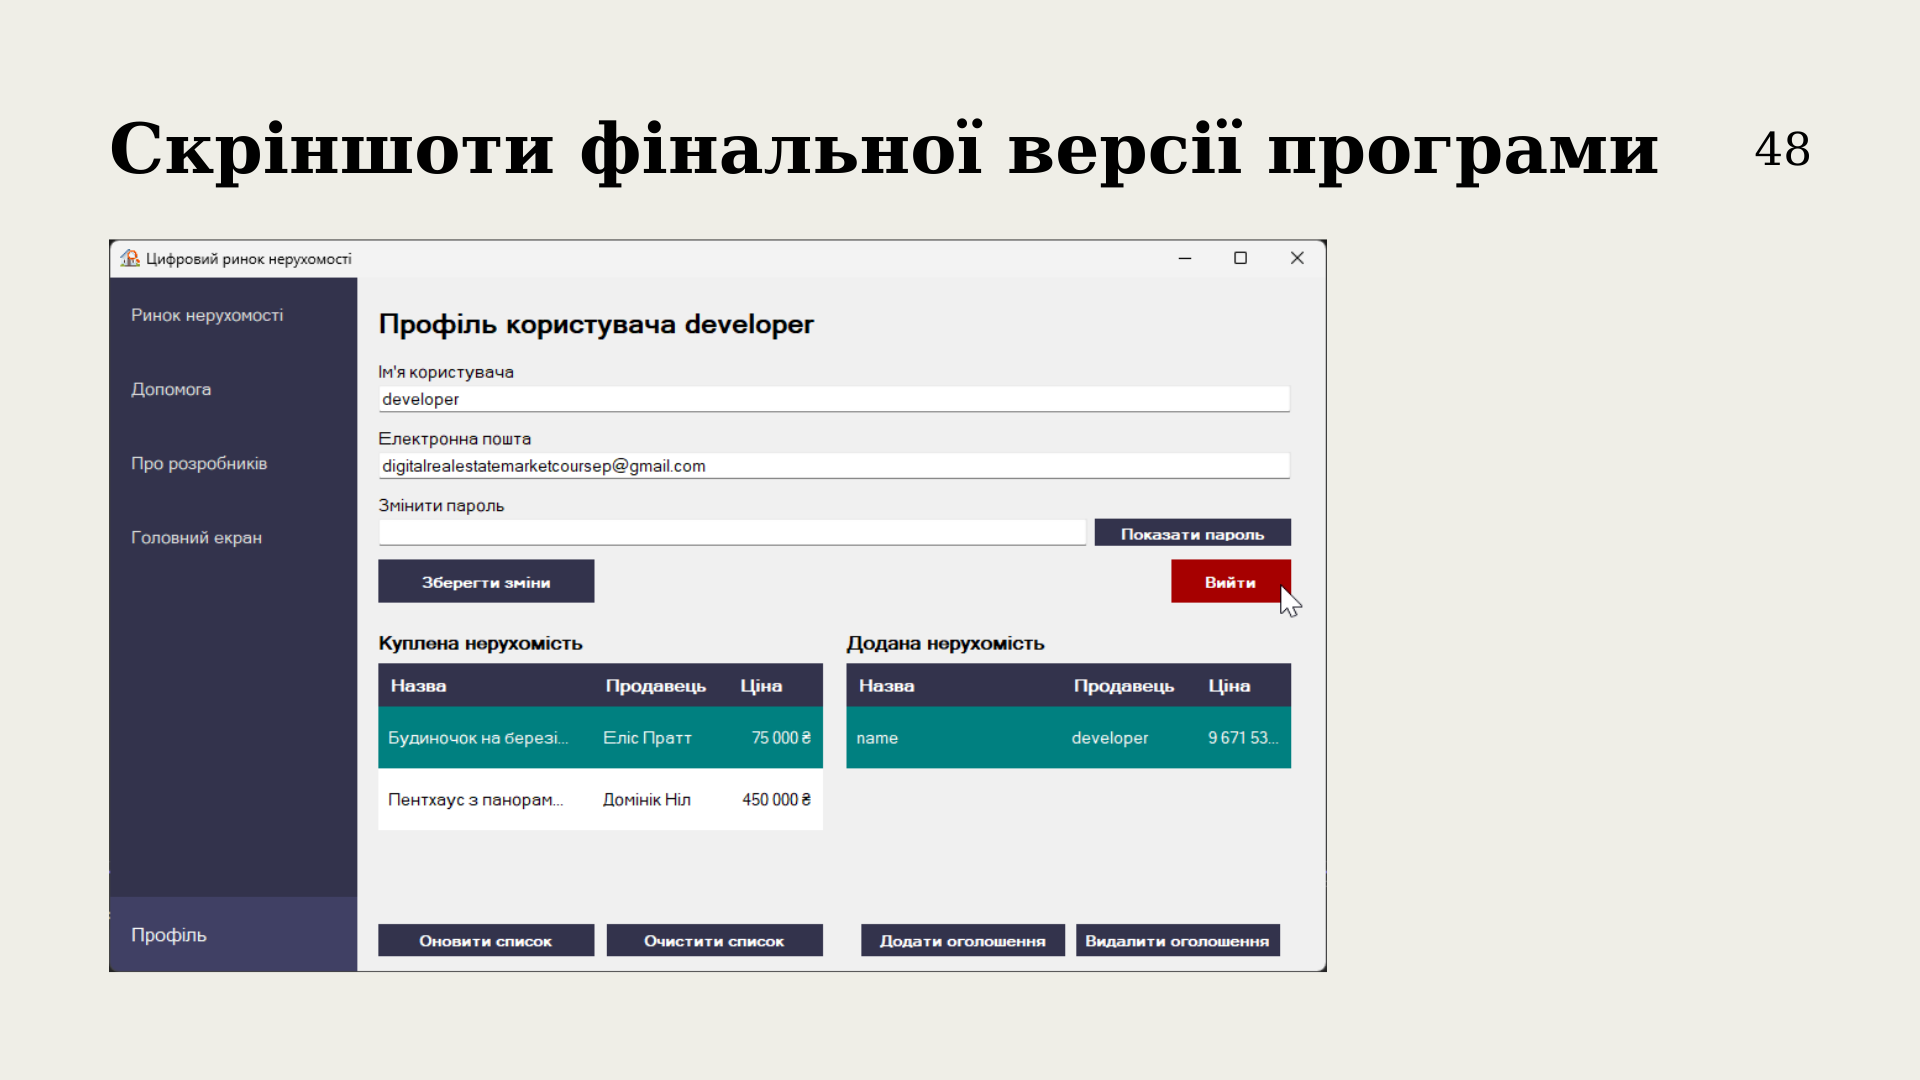 Скріншоти фінальної версії програми
48
Цифровий ринок нерухомості
Ринок нерухомості
Допомога
Про розробників
Головний екран
Профіль
Профіль користувача developer
Ім'я користувача
developer
Електронна пошта
digitalrealestatemarketcoursep@gmail.com
Змінити пароль
Показати пароль
Зберегти зміни
Вийти
Куплена нерухомість
Назва Продавець Ціна
Будиночок на березі... Еліс Пратт 75 000 ₴
Пентхаус з панорам... Домінік Ніл 450 000 ₴
Оновити список
Очистити список
Додана нерухомість
Назва Продавець Ціна
name developer 9 671 53...
Додати оголошення
Видалити оголошення